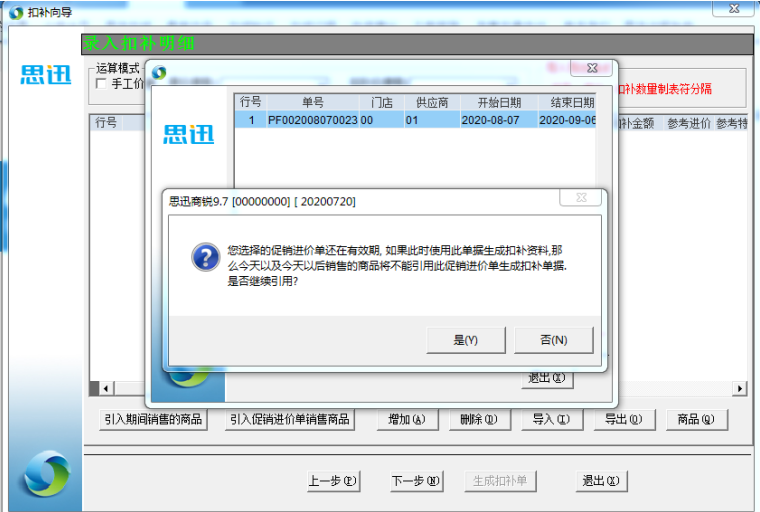 扣补向导
录入扣补明细
思迅
运算模式
手工价
扣补数量制表符分隔
行号
扣补金额 参考进价 参考特
思迅
行号 单号 门店 供应商 开始日期 结束日期
1 PF002008070023 00 01 2020-08-07 2020-09-06
思迅商锐9.7 [00000000] [ 20200720]
您选择的促销进价单还在有效期, 如果此时使用此单据生成扣补资料,那
么今天以及今天以后销售的商品将不能引用此促销进价单生成扣补单据.
是否继续引用?
是(Y) 否(N)
退出(X)
引入期间销售的商品 引入促销进价单销售商品 增加(A) 删除(D) 导入(I) 导出(O) 商品(Q)
上一步(P) 下一步(N) 生成扣补单 退出(X)